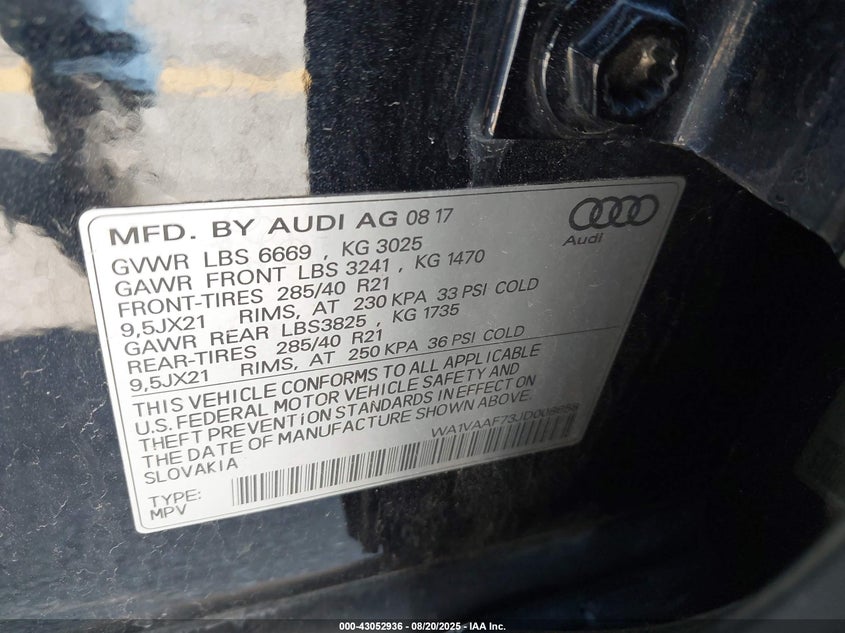 MFD. BY AUDI AG 08 17
Audi
GVWR LBS 6669 , KG 3025
GAWR FRONT LBS 3241 , KG 1470
FRONT-TIRES 285/40 R21
9,5JX21 RIMS, AT 230 KPA 33 PSI COLD
GAWR REAR LBS3825 , KG 1735
REAR-TIRES 285/40 R21
9,5JX21 RIMS, AT 250 KPA 36 PSI COLD
THIS VEHICLE CONFORMS TO ALL APPLICABLE
U.S. FEDERAL MOTOR VEHICLE SAFETY AND
THEFT PREVENTiON STANDARDS IN EFFECT ON
THE DATE OF MANUFACTURE SHOWN ABOVE.
SLOVAKIA
TYPE:
MPV
000-43052936 - 08/20/2025 - IAA Inc.